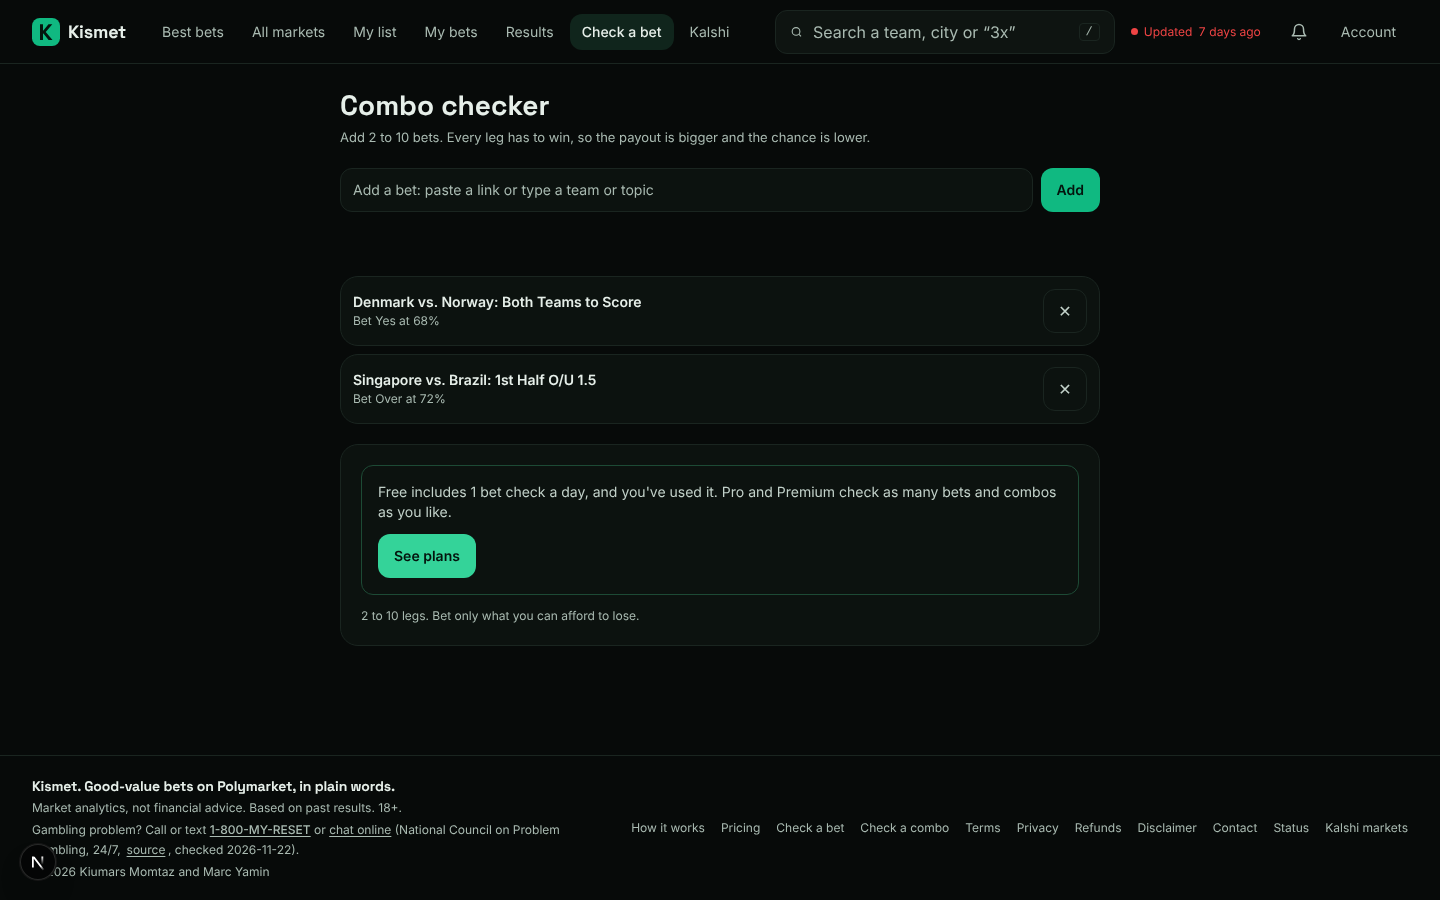 Kismet
Best bets
All markets
My list
My bets
Results
Check a bet
Kalshi
Search a team, city or “3x”
/
Updated 7 days ago
Account
Combo checker
Add 2 to 10 bets. Every leg has to win, so the payout is bigger and the chance is lower.
Add a bet: paste a link or type a team or topic
Add
Denmark vs. Norway: Both Teams to Score
Bet Yes at 68%
Singapore vs. Brazil: 1st Half O/U 1.5
Bet Over at 72%
Free includes 1 bet check a day, and you've used it. Pro and Premium check as many bets and combos
as you like.
See plans
2 to 10 legs. Bet only what you can afford to lose.
Kismet. Good-value bets on Polymarket, in plain words.
Market analytics, not financial advice. Based on past results. 18+.
Gambling problem? Call or text 1-800-MY-RESET or chat online (National Council on Problem
mbling, 24/7, source , checked 2026-11-22).
026 Kiumars Momtaz and Marc Yamin
How it works
Pricing
Check a bet
Check a combo
Terms
Privacy
Refunds
Disclaimer
Contact
Status
Kalshi markets